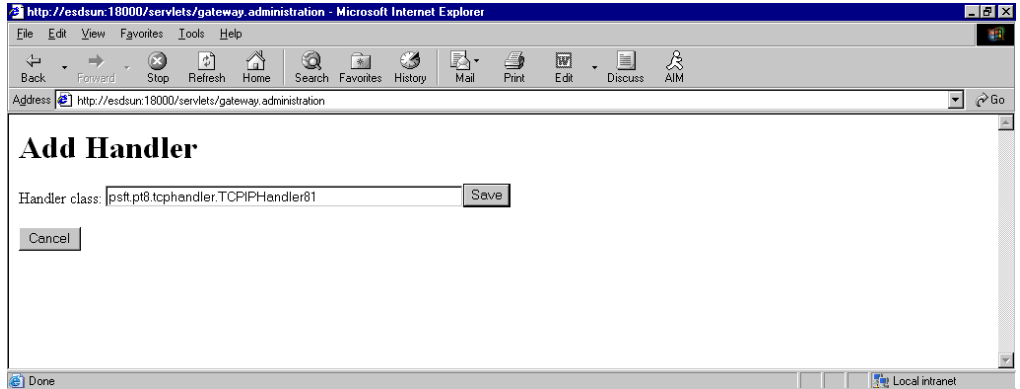 http://esdsun:18000/servlets/gateway.administration - Microsoft Internet Explorer
File Edit View Favorites Tools Help
Back Forward Stop Refresh Home Search Favorites History Mail Print Edit Discuss AIM
Address http://esdsun:18000/servlets/gateway.administration Go
Add Handler
Handler class: psft.pt8.tcphandler.TCPIPHandler81 Save
Cancel
Done Local intranet